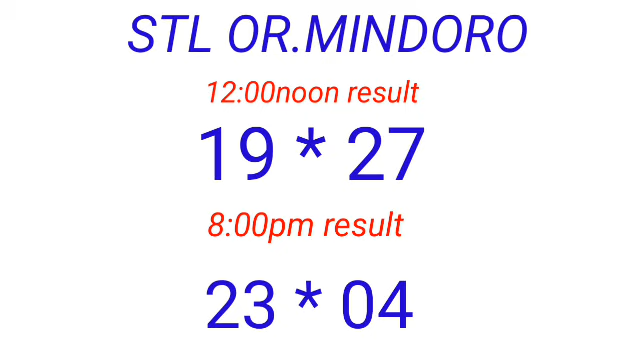 STL OR.MINDORO
12:00noon result
19 * 27
8:00pm result
23 * 04